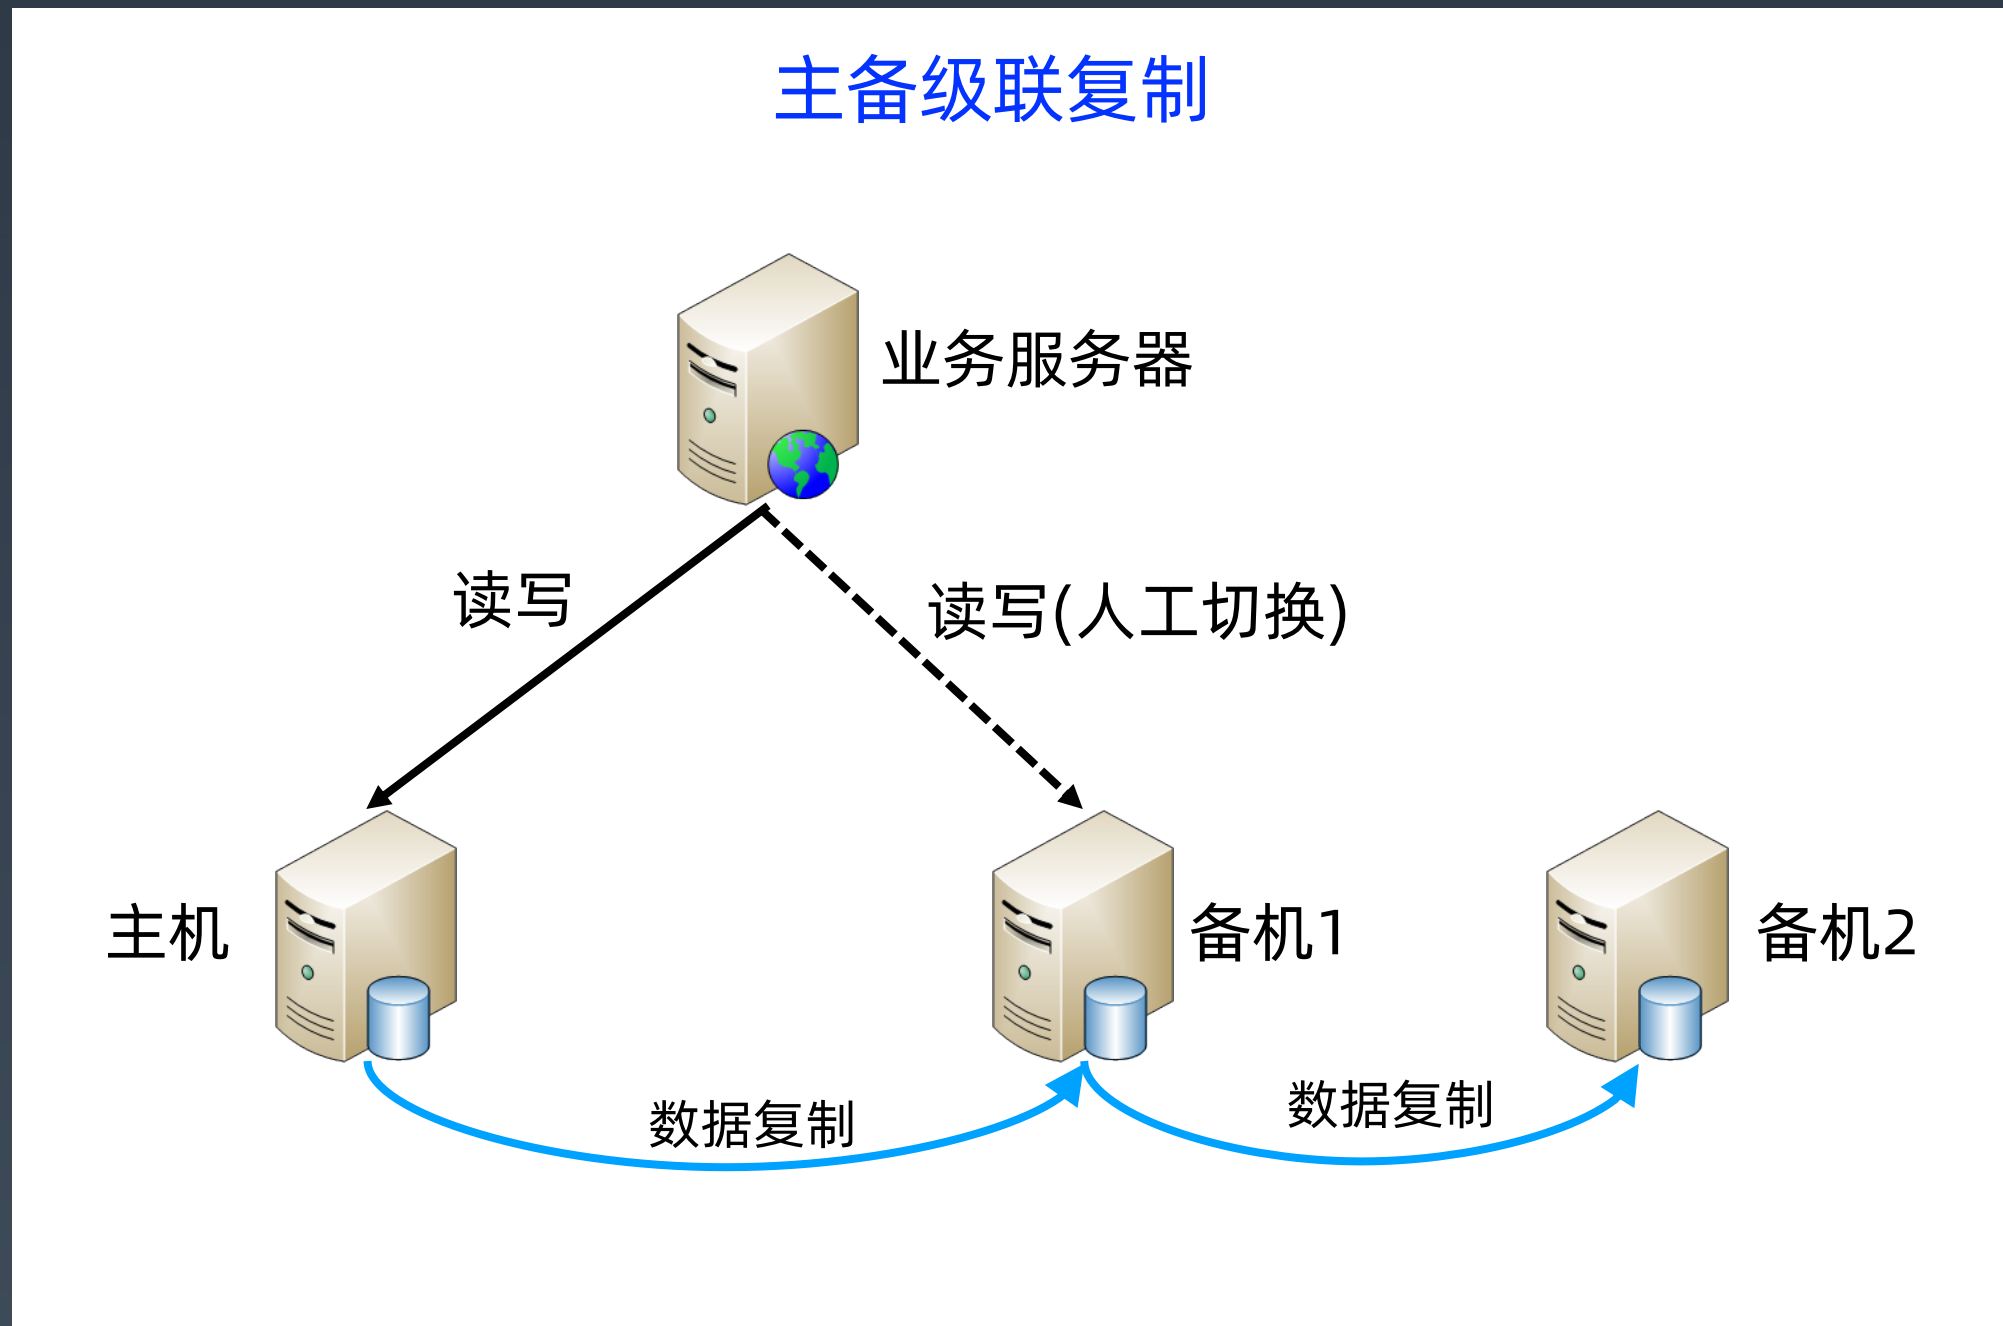 主备级联复制
业务服务器
读写
读写(人工切换)
主机
备机1
备机2
数据复制
数据复制